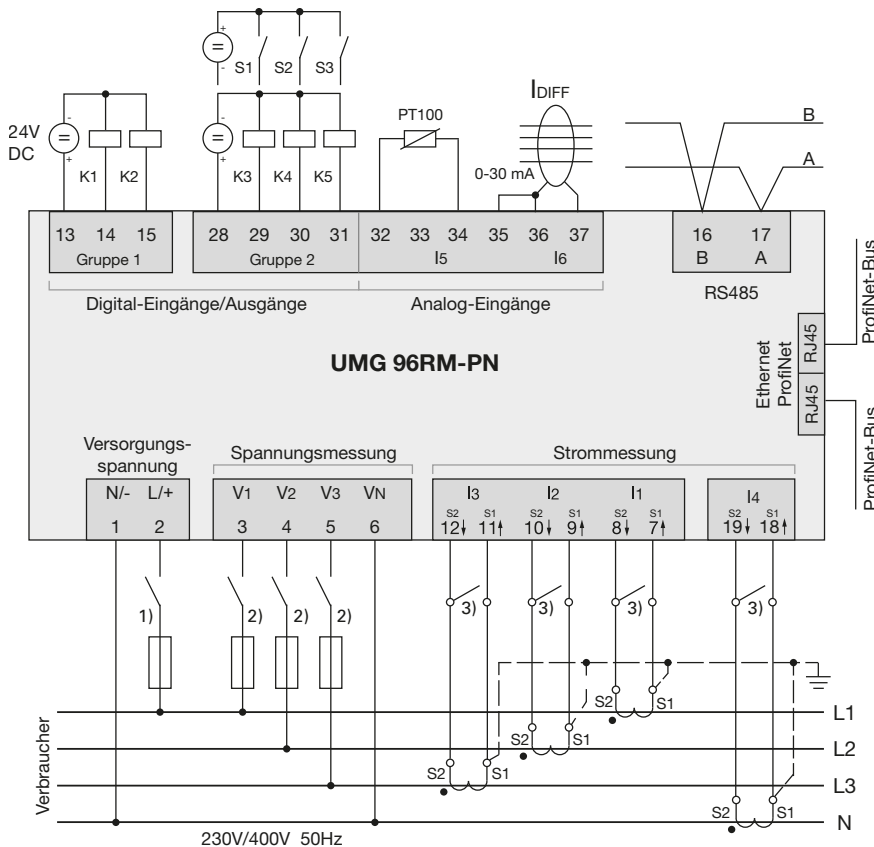 +
=
-
S1 S2 S3
IDIFF
PT100
B
A
24V
DC
-
=
+
K1 K2
-
=
+
K3 K4 K5
0-30 mA
13 14 15
Gruppe 1
28 29 30 31
Gruppe 2
32 33 34 35 36 37
I5 I6
16 17
B A
RS485
Digital-Eingänge/Ausgänge
Analog-Eingänge
ProfiNet-Bus
UMG 96RM-PN
Ethernet
ProfiNet
RJ45
RJ45
ProfiNet-Bus
Versorgungs-
spannung
Spannungsmessung
Strommessung
N/- L/+
1 2
V1 V2 V3 VN
3 4 5 6
I3 I2 I1
S2 S1 S2 S1 S2 S1
12 11 10 9 8 7
I4
S2 S1
19 18
1) 2) 2) 2)
3) 3) 3) 3)
S2 S1
L1
S2 S1
L2
S2 S1
L3
S2 S1
N
Verbraucher
230V/400V 50Hz